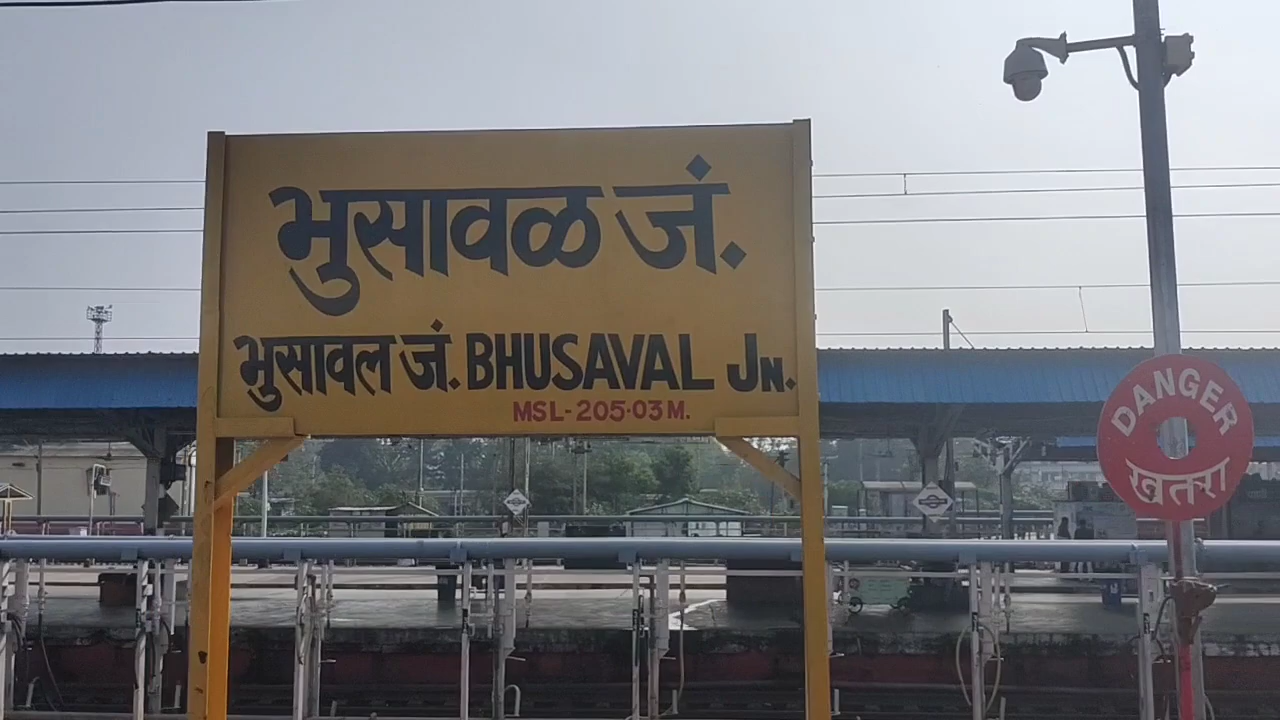 भुसावळ जं.
भुसावल जं. BHUSAVAL JN.
MSL-205·03 M.
DANGER
खतरा